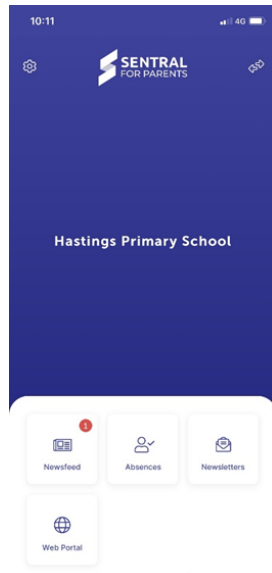 10:11
4G
SENTRAL
FOR PARENTS
Hastings Primary School
1
Newsfeed
Absences
Newsletters
Web Portal